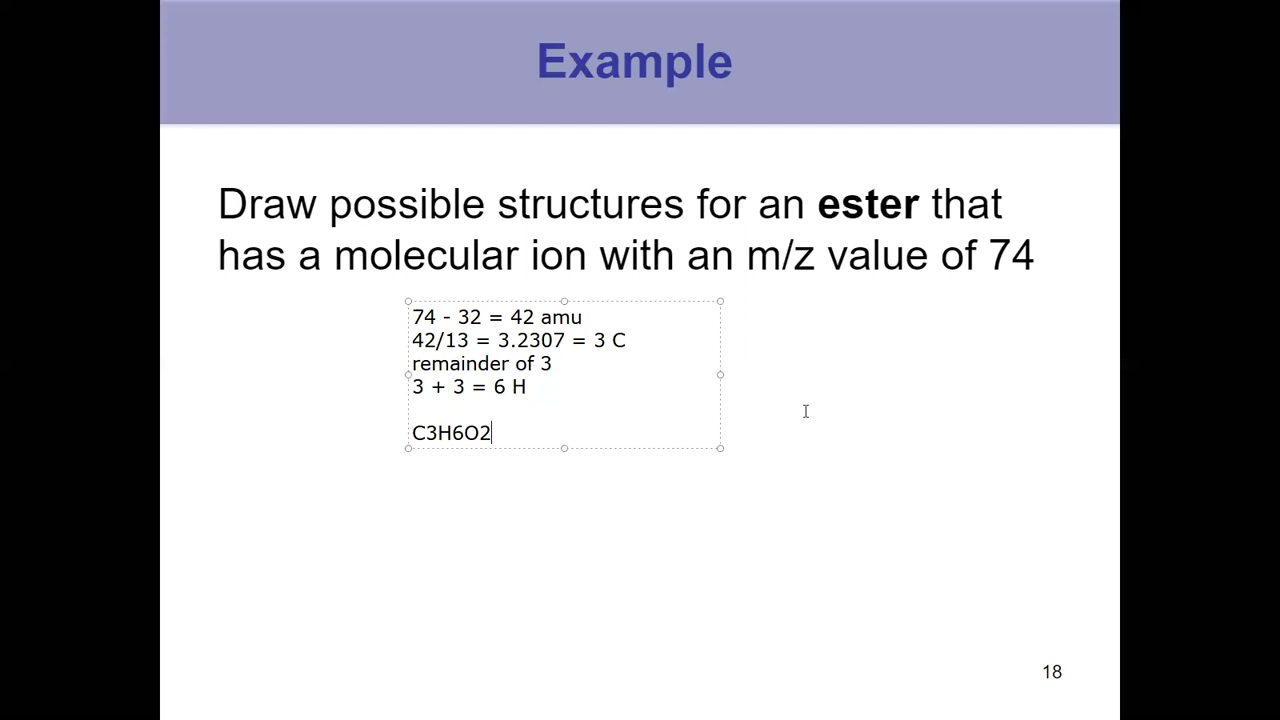 Example
Draw possible structures for an ester that
has a molecular ion with an m/z value of 74
74 - 32 = 42 amu
42/13 = 3.2307 = 3 C
remainder of 3
3 + 3 = 6 H
C3H6O2
18